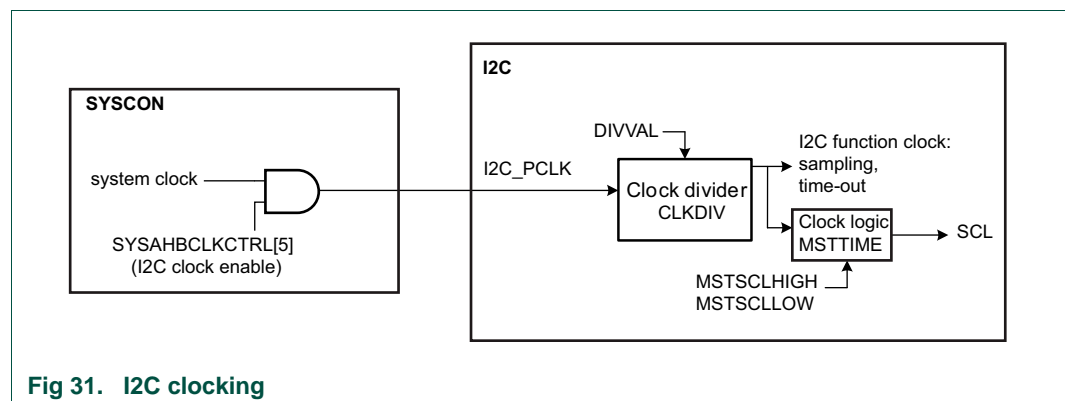 I2C
SYSCON
DIVVAL
I2C function clock:
sampling,
time-out
system clock
I2C_PCLK
Clock divider
CLKDIV
Clock logic
MSTTIME
SCL
SYSAHBCLKCTRL[5]
(I2C clock enable)
MSTSCLHIGH
MSTSCLLOW
Fig 31. I2C clocking